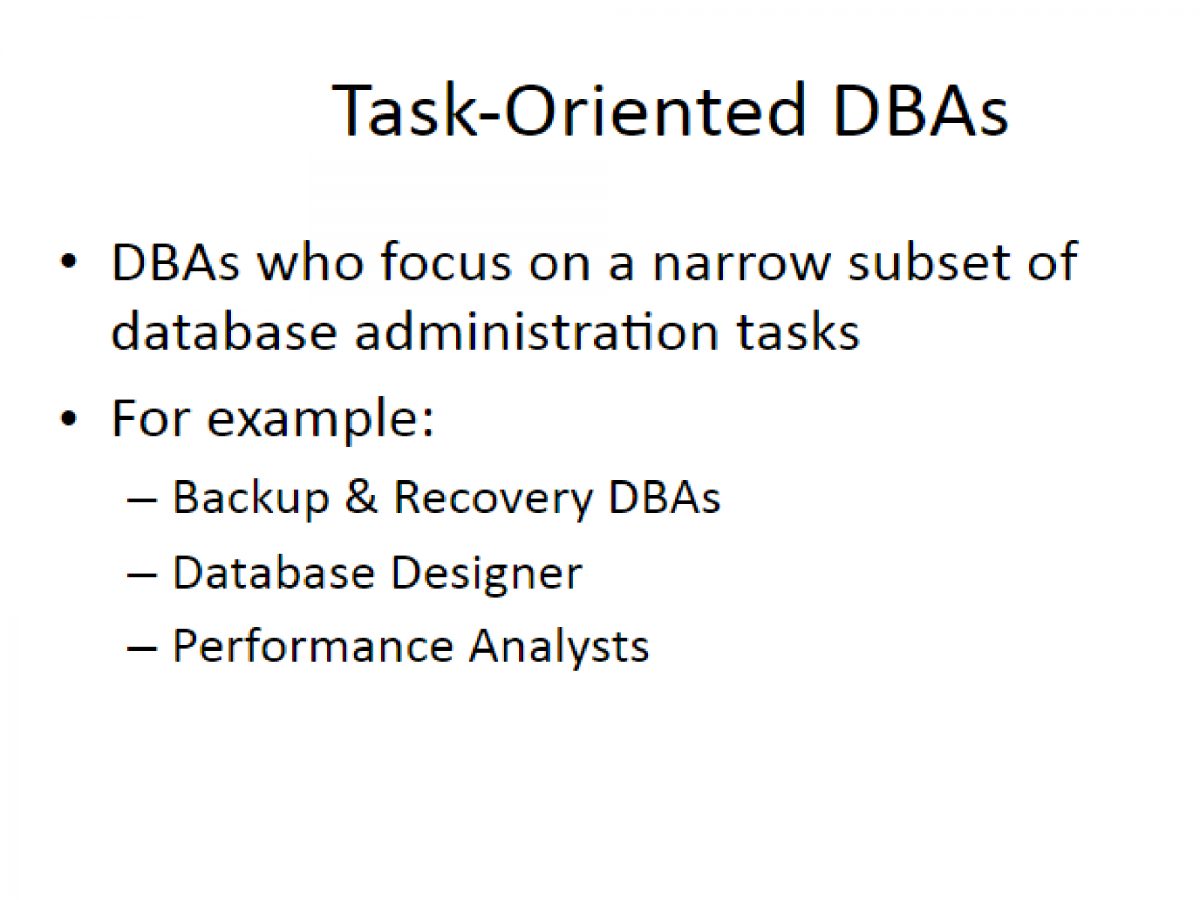 Task-Oriented DBAs
• DBAs who focus on a narrow subset of
database administration tasks
• For example:
– Backup & Recovery DBAs
– Database Designer
– Performance Analysts